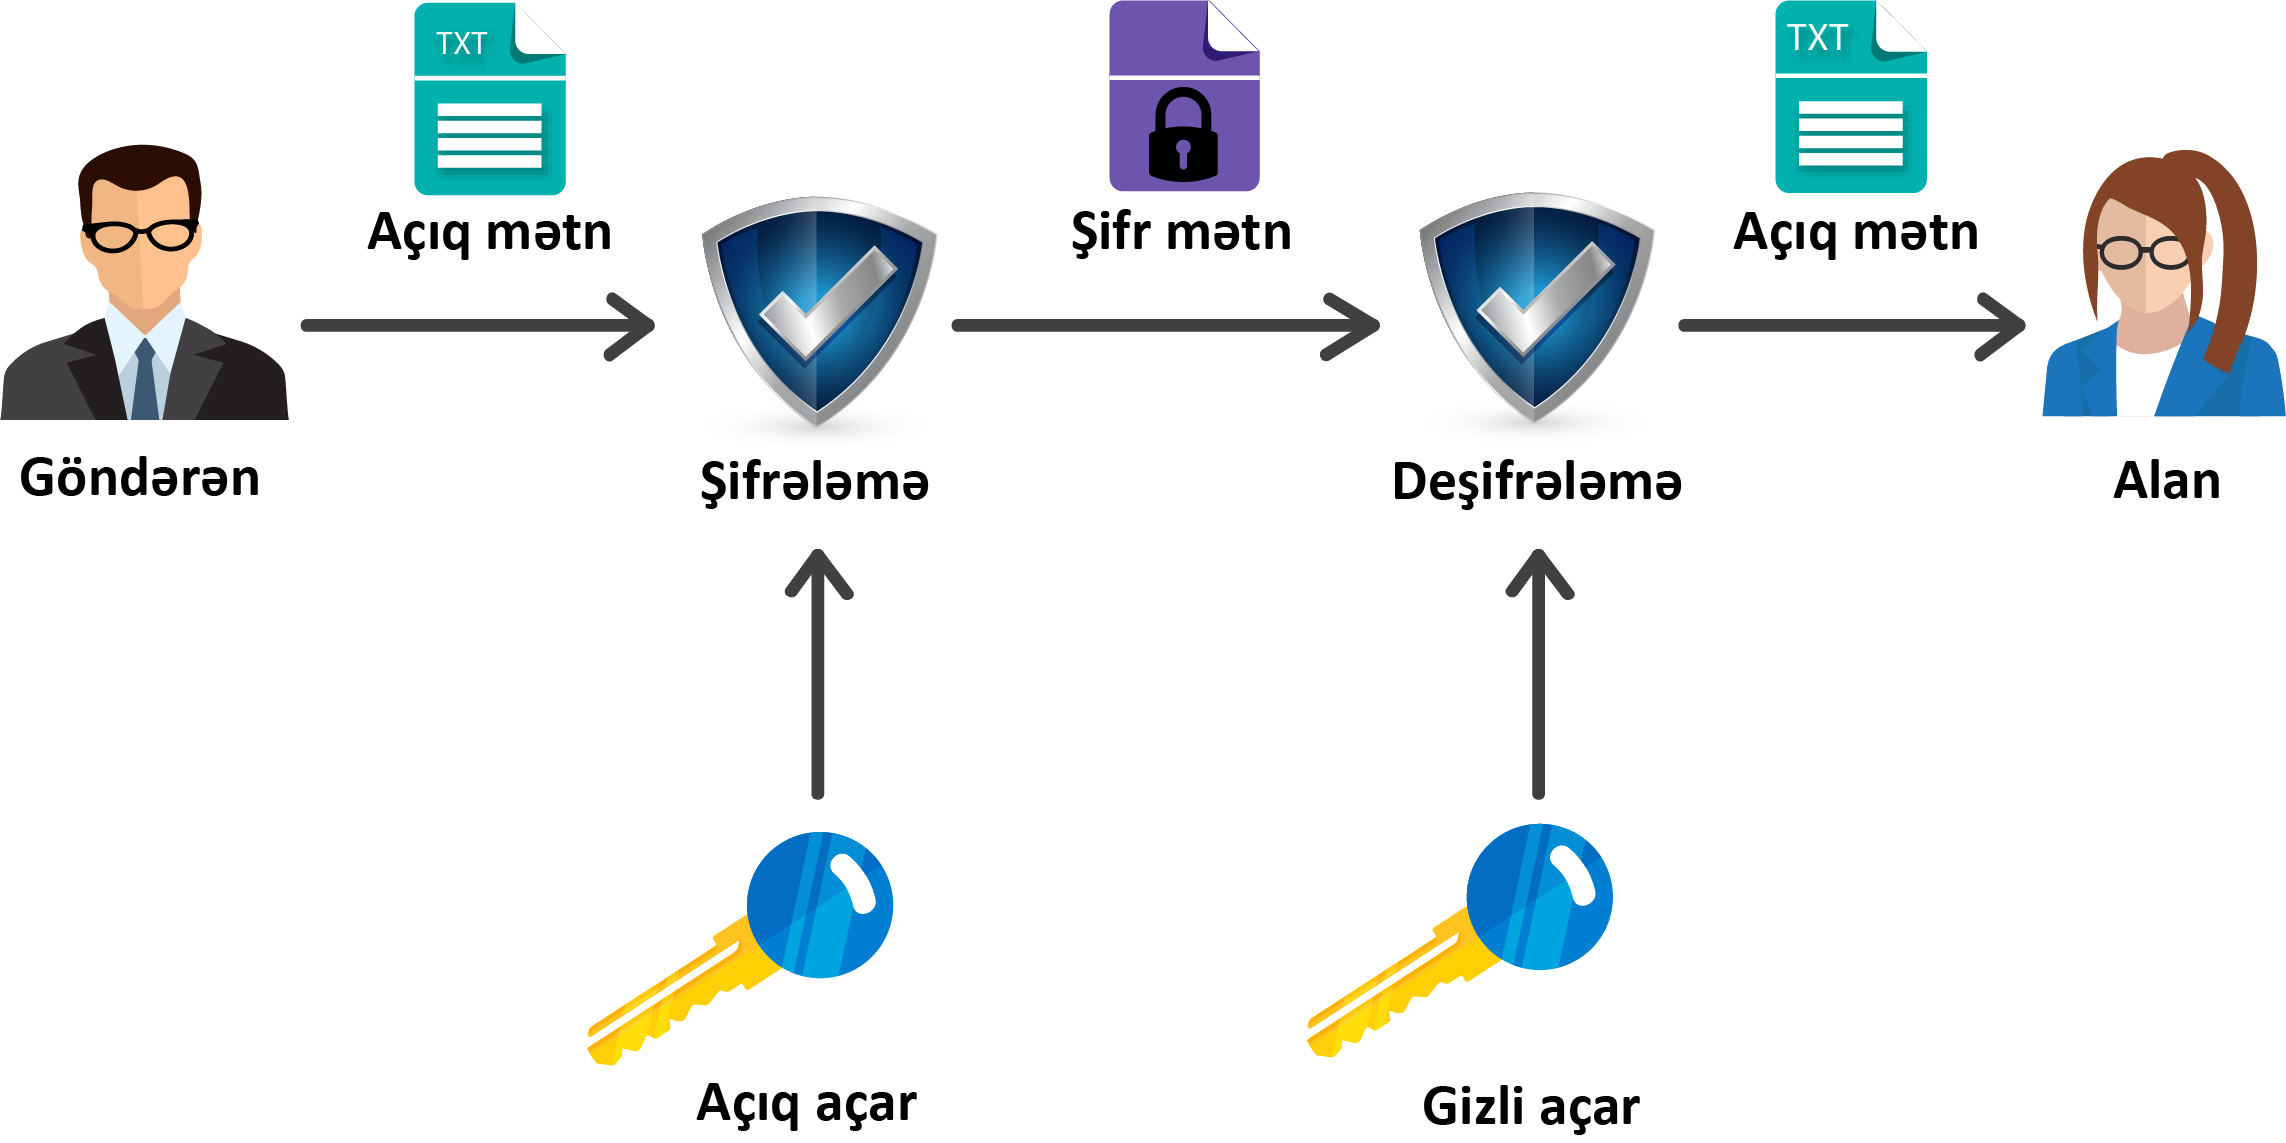 TXT
TXT
Açıq mətn
Şifr mətn
Açıq mətn
Göndərən
Şifrələmə
Deşifrələmə
Alan
Açıq açar
Gizli açar